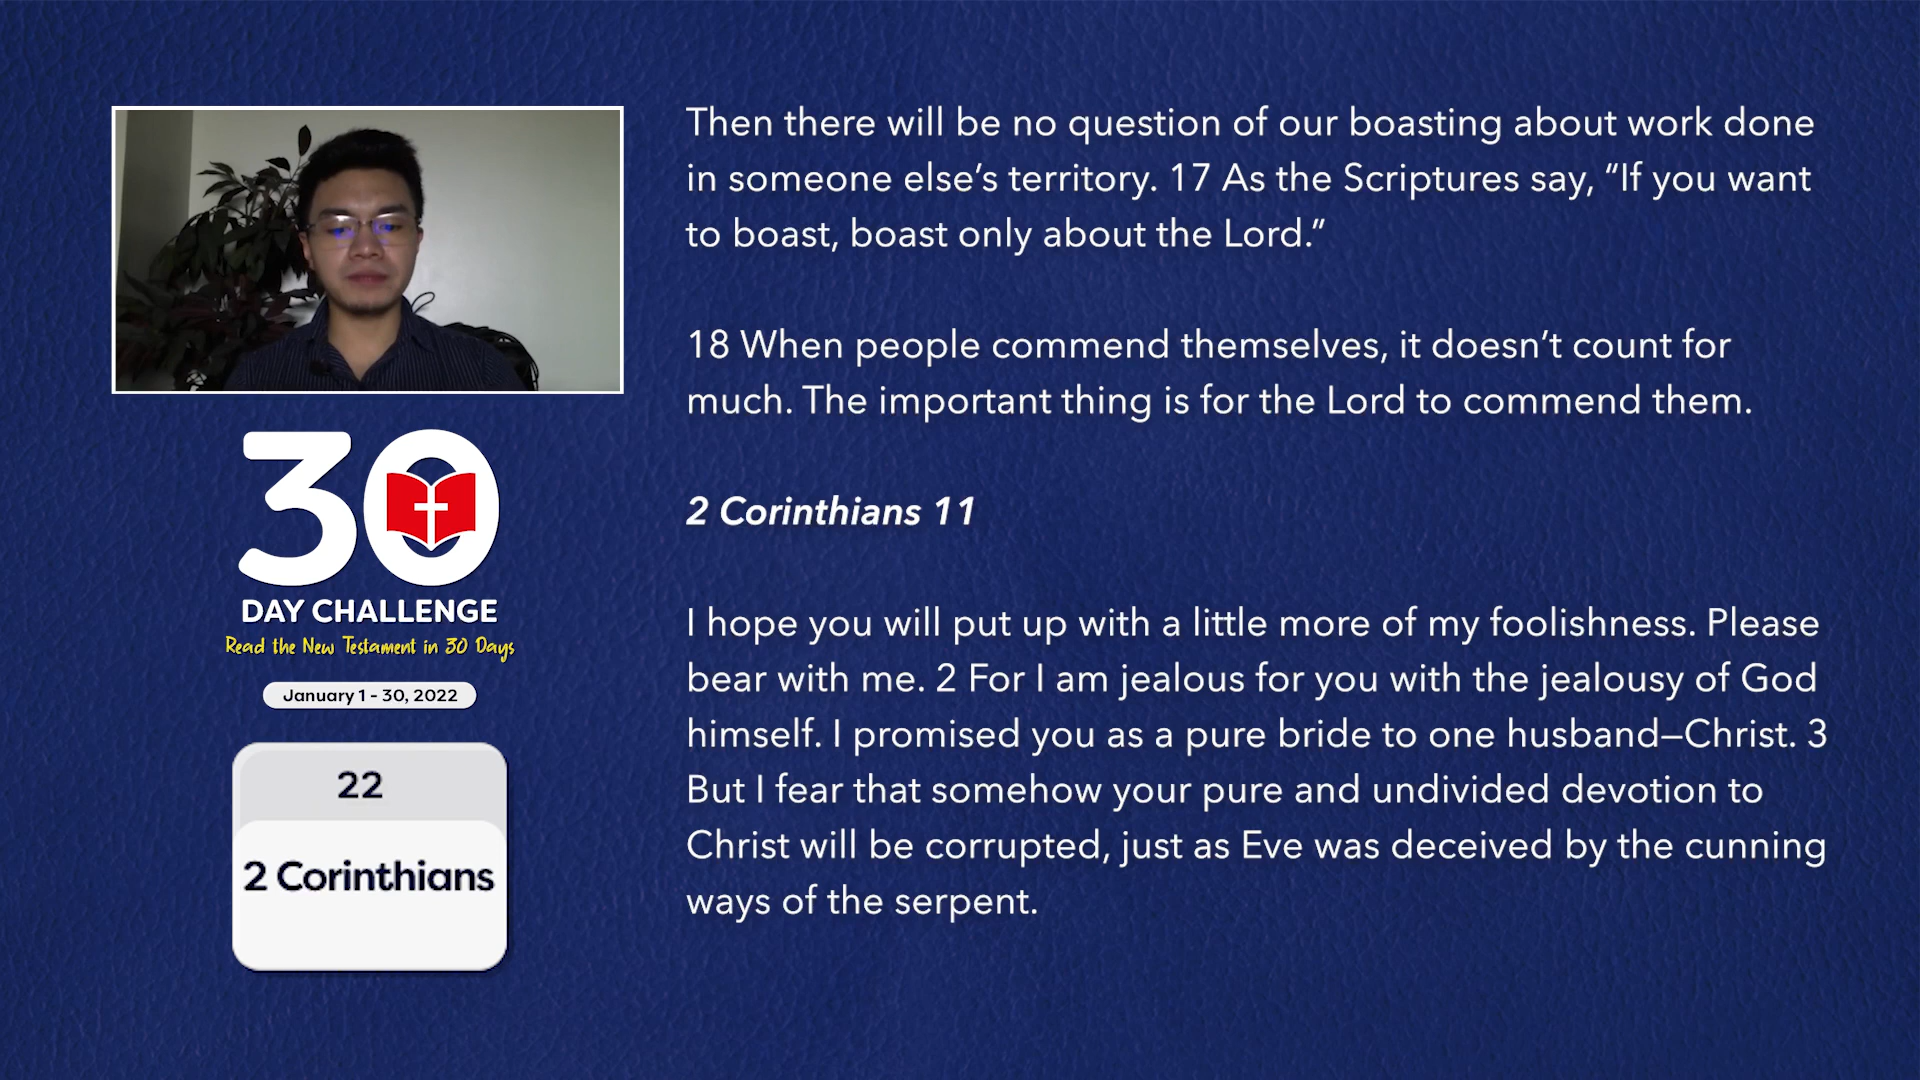 30
DAY CHALLENGE
Read the New Testament in 30 Days
January 1 - 30, 2022
22
2 Corinthians
Then there will be no question of our boasting about work done
in someone else’s territory. 17 As the Scriptures say, “If you want
to boast, boast only about the Lord.”
18 When people commend themselves, it doesn’t count for
much. The important thing is for the Lord to commend them.
2 Corinthians 11
I hope you will put up with a little more of my foolishness. Please
bear with me. 2 For I am jealous for you with the jealousy of God
himself. I promised you as a pure bride to one husband—Christ. 3
But I fear that somehow your pure and undivided devotion to
Christ will be corrupted, just as Eve was deceived by the cunning
ways of the serpent.